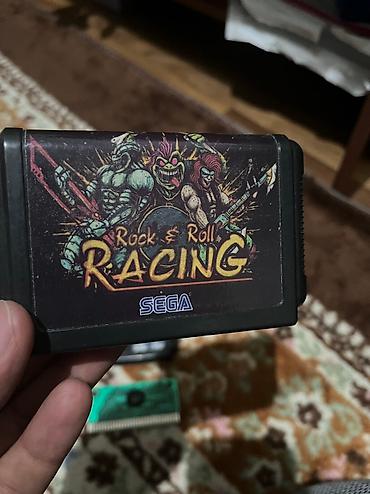 Rock & Roll
RACING
SEGA